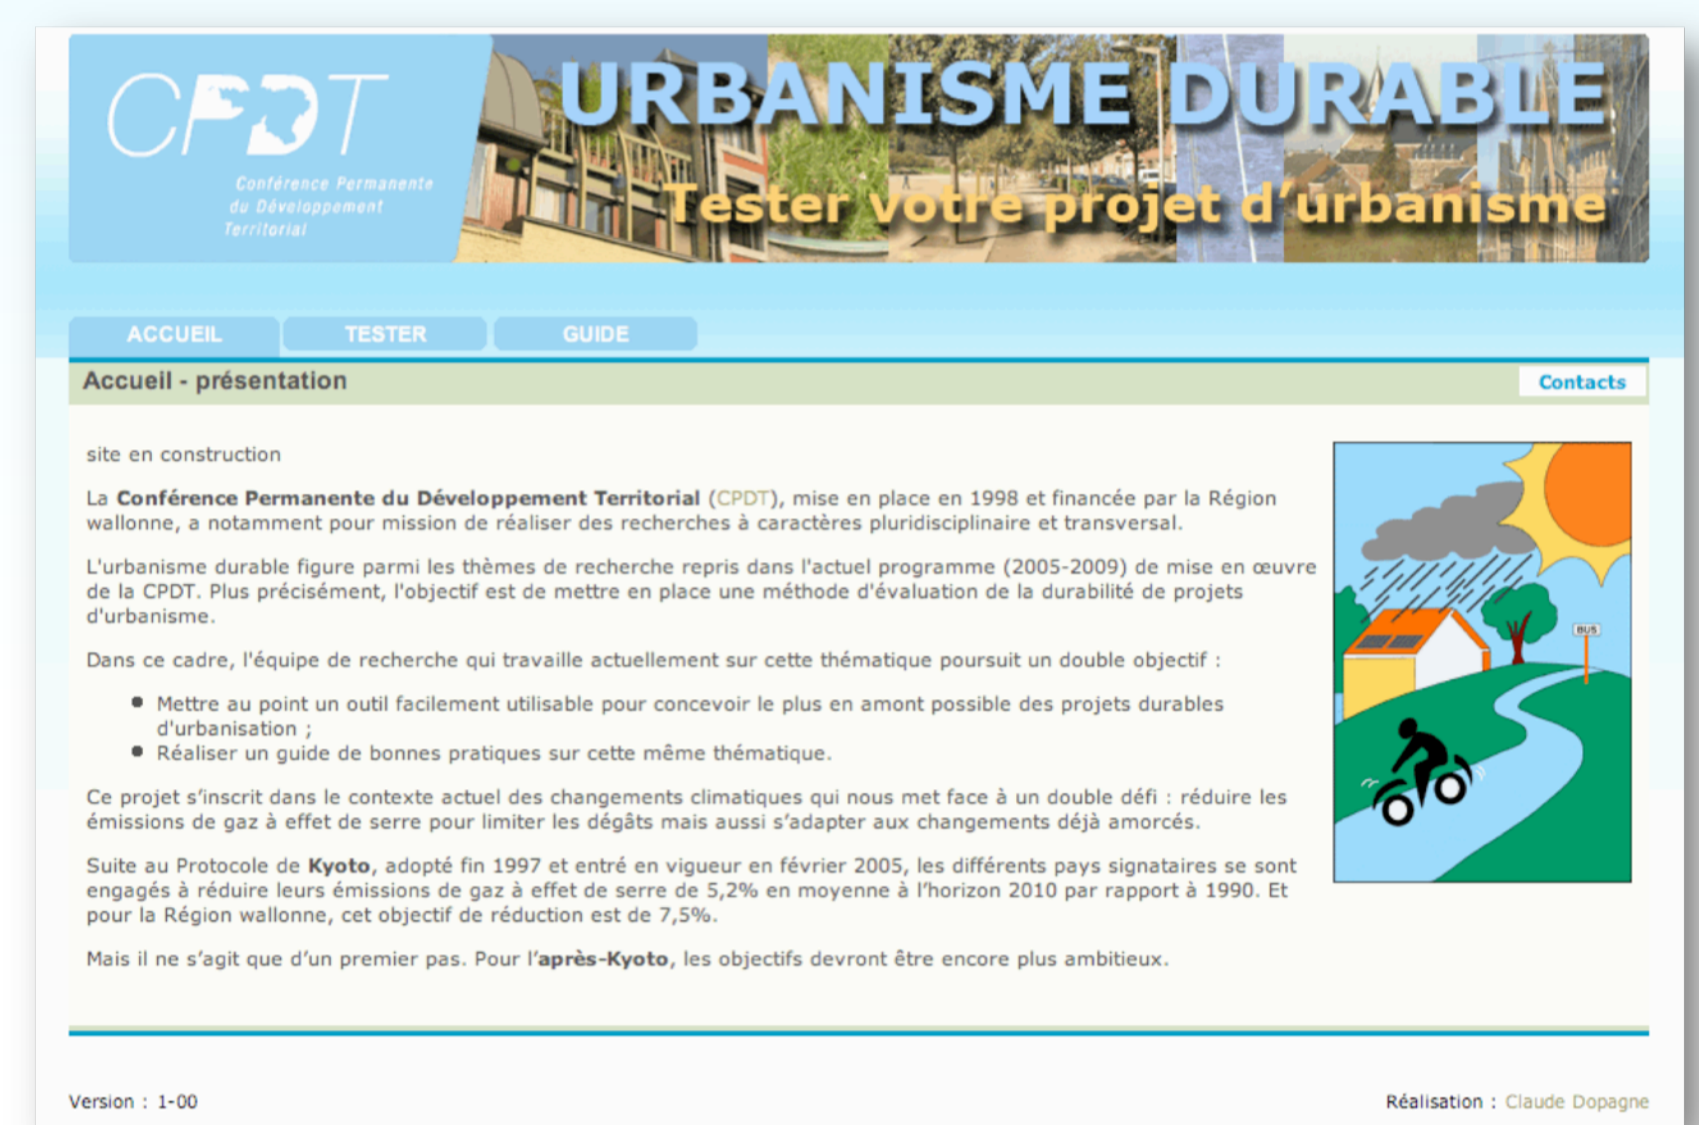 CPDT
Conférence Permanente
du Développement
Territorial
URBANISME DURABLE
Tester votre projet d'urbanisme
ACCUEIL
TESTER
GUIDE
Accueil - présentation
Contacts
site en construction
La Conférence Permanente du Développement Territorial (CPDT), mise en place en 1998 et financée par la Région
wallonne, a notamment pour mission de réaliser des recherches à caractères pluridisciplinaire et transversal.
L'urbanisme durable figure parmi les thèmes de recherche repris dans l'actuel programme (2005-2009) de mise en œuvre
de la CPDT. Plus précisément, l'objectif est de mettre en place une méthode d'évaluation de la durabilité de projets
d'urbanisme.
Dans ce cadre, l'équipe de recherche qui travaille actuellement sur cette thématique poursuit un double objectif :
Mettre au point un outil facilement utilisable pour concevoir le plus en amont possible des projets durables
d'urbanisation ;
Réaliser un guide de bonnes pratiques sur cette même thématique.
Ce projet s’inscrit dans le contexte actuel des changements climatiques qui nous met face à un double défi : réduire les
émissions de gaz à effet de serre pour limiter les dégâts mais aussi s’adapter aux changements déjà amorcés.
Suite au Protocole de Kyoto, adopté fin 1997 et entré en vigueur en février 2005, les différents pays signataires se sont
engagés à réduire leurs émissions de gaz à effet de serre de 5,2% en moyenne à l’horizon 2010 par rapport à 1990. Et
pour la Région wallonne, cet objectif de réduction est de 7,5%.
Mais il ne s’agit que d’un premier pas. Pour l’après-Kyoto, les objectifs devront être encore plus ambitieux.
BUS
Version : 1-00
Réalisation : Claude Dopagne